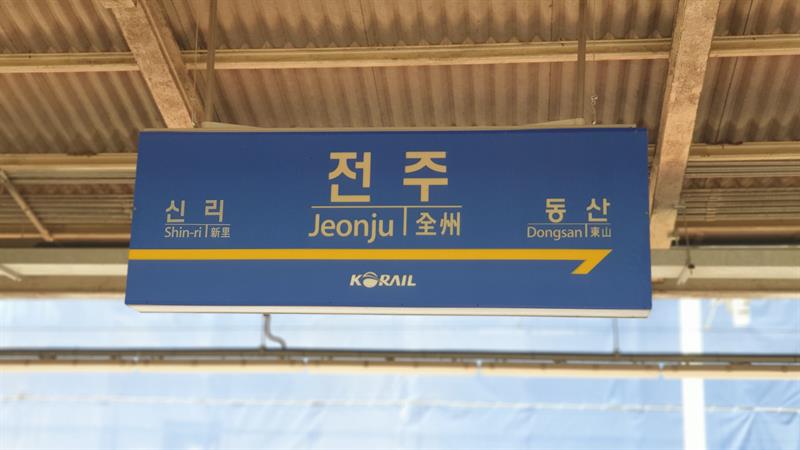 전주
Jeonju 全州
신리
Shin-ri 新里
동산
Dongsan 東山
KORAIL